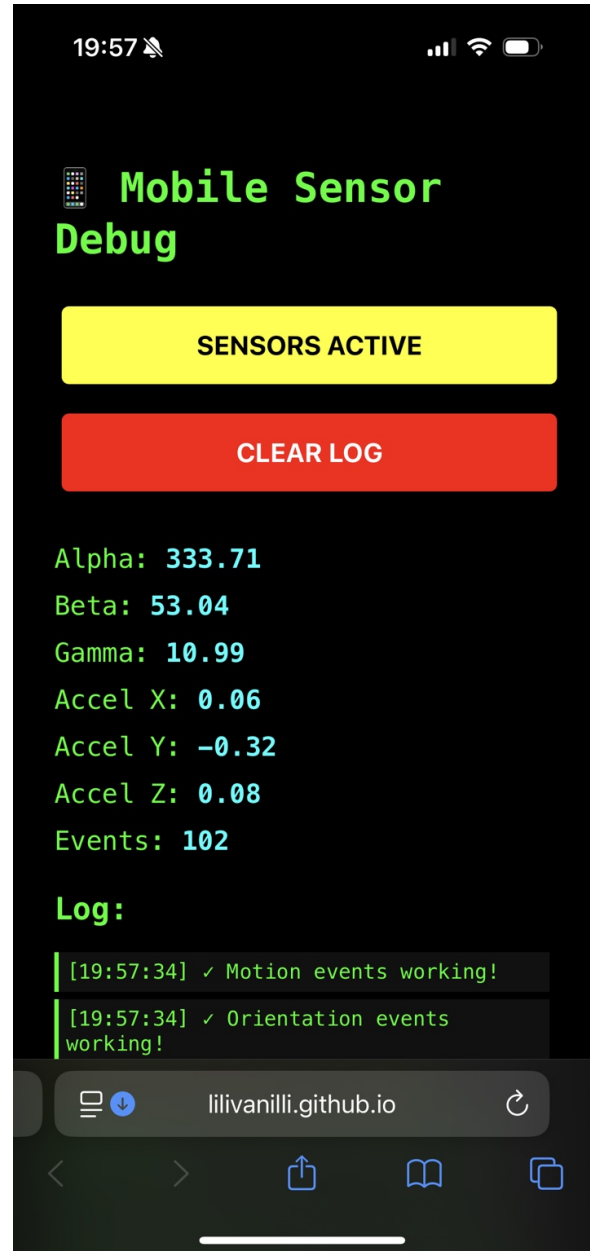 19:57
Mobile Sensor
Debug
SENSORS ACTIVE
CLEAR LOG
Alpha: 333.71
Beta: 53.04
Gamma: 10.99
Accel X: 0.06
Accel Y: -0.32
Accel Z: 0.08
Events: 102
Log:
[19:57:34] ✓ Motion events working!
[19:57:34] ✓ Orientation events
working!
lilivanilli.github.io